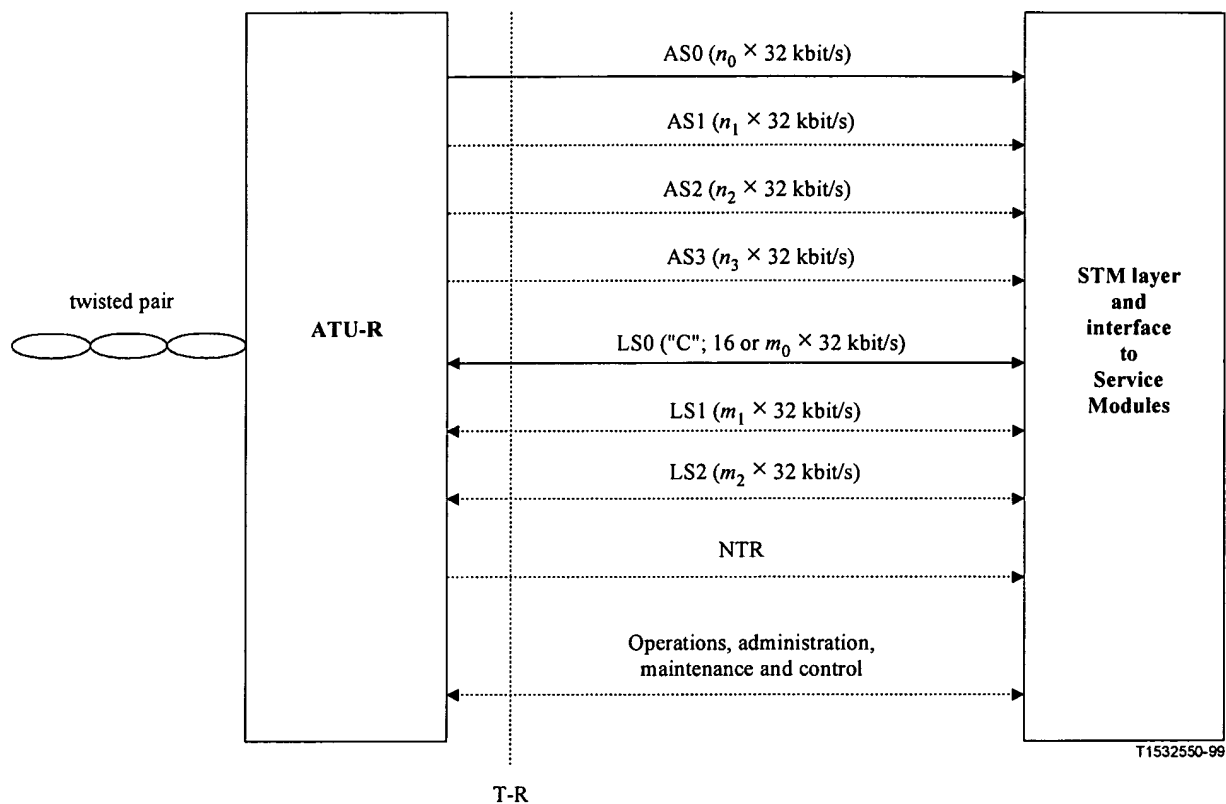 AS0 (n₀ × 32 kbit/s)
AS1 (n₁ × 32 kbit/s)
AS2 (n₂ × 32 kbit/s)
AS3 (n₃ × 32 kbit/s)
twisted pair
ATU-R
LS0 ("C"; 16 or m₀ × 32 kbit/s)
LS1 (m₁ × 32 kbit/s)
LS2 (m₂ × 32 kbit/s)
NTR
Operations, administration,
maintenance and control
STM layer
and
interface
to
Service
Modules
T1532550-99
T-R